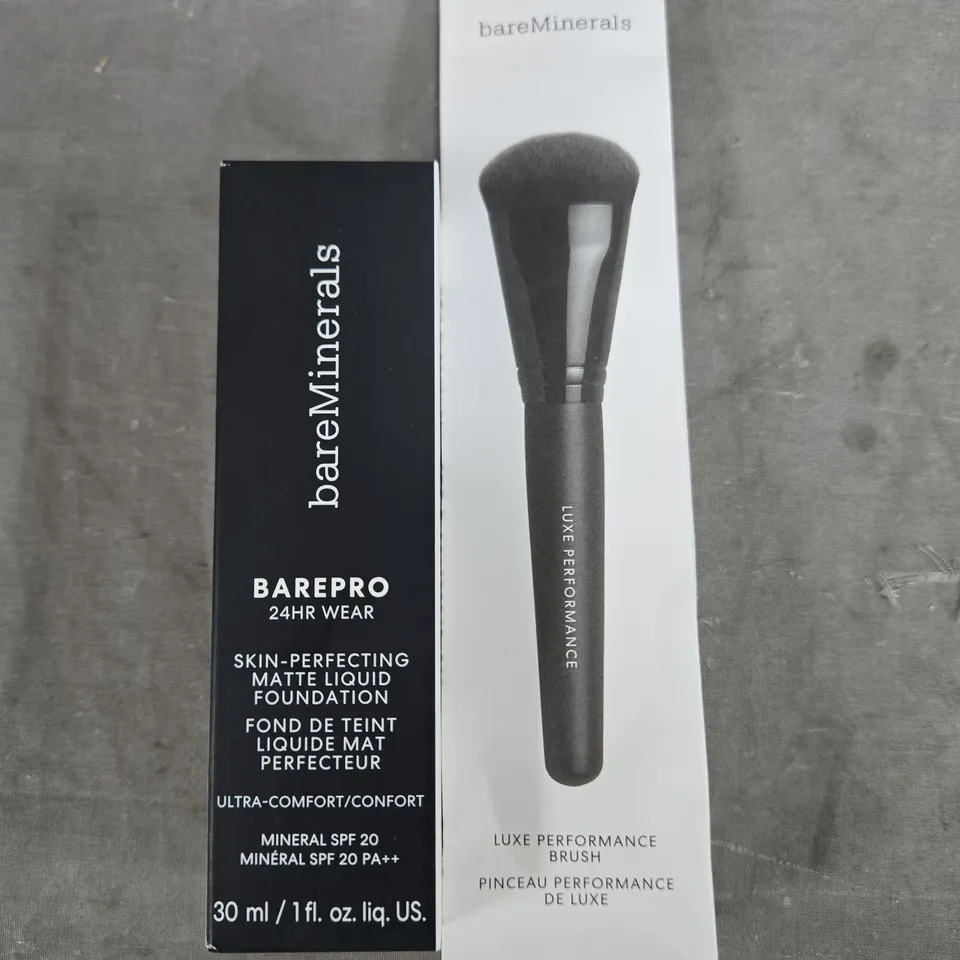 bareMinerals
BAREPRO
24HR WEAR
SKIN-PERFECTING
MATTE LIQUID
FOUNDATION
FOND DE TEINT
LIQUIDE MAT
PERFECTEUR
ULTRA-COMFORT/CONFORT
MINERAL SPF 20
MINÉRAL SPF 20 PA++
30 ml / 1 fl. oz. liq. US.
bareMinerals
LUXE PERFORMANCE
LUXE PERFORMANCE
BRUSH
PINCEAU PERFORMANCE
DE LUXE